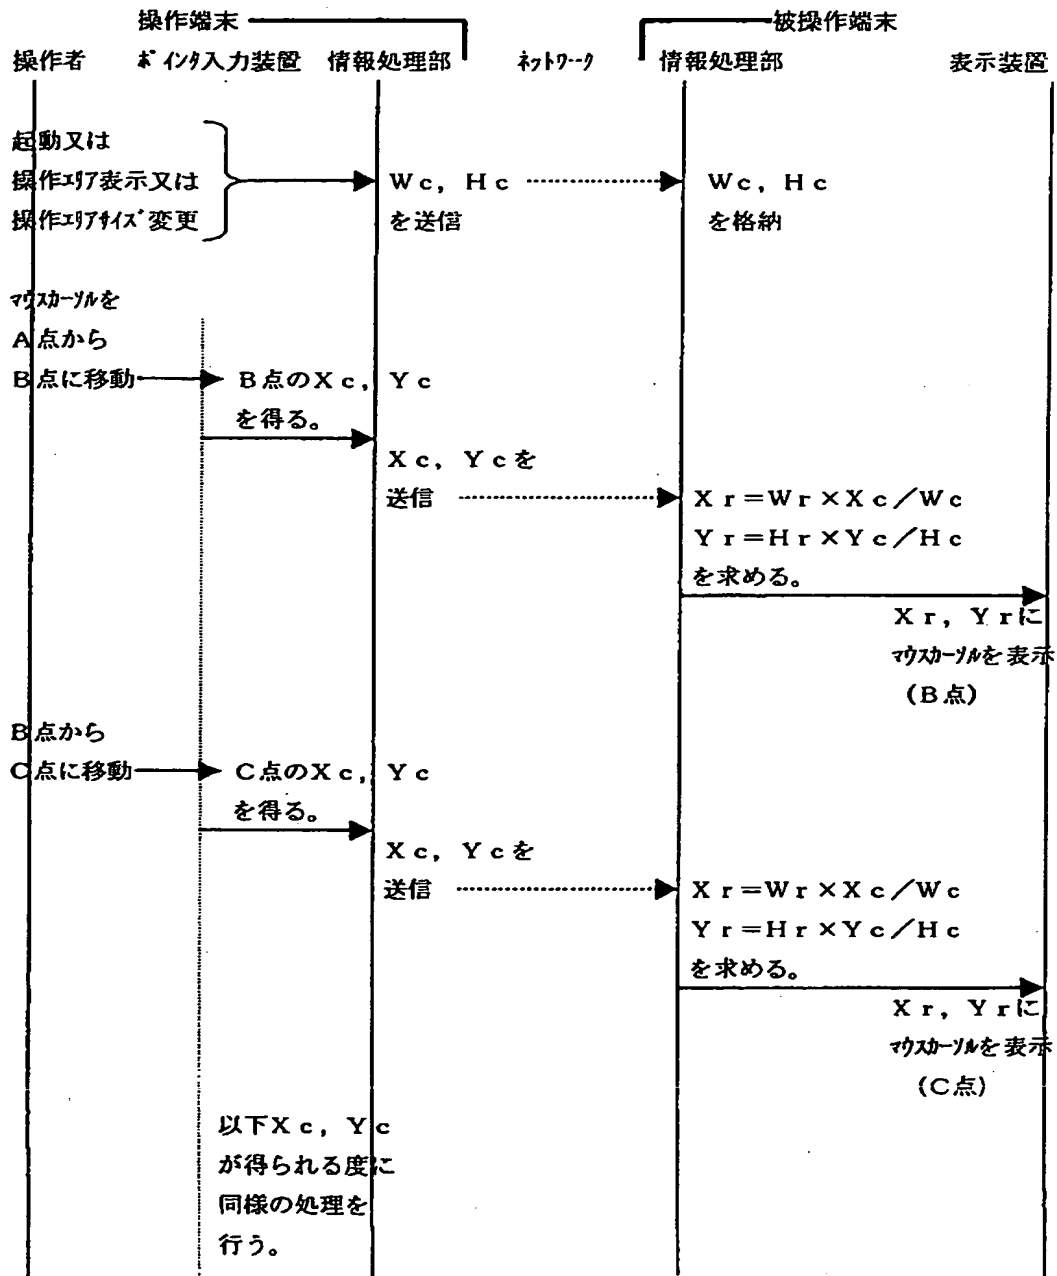 操作端末
被操作端末
操作者
ﾎﾟｲﾝﾀ入力装置
情報処理部
ﾈｯﾄﾜｰｸ
情報処理部
表示装置
起動又は
操作ｴﾘｱ表示又は
操作ｴﾘｱｻｲｽﾞ変更
Ｗｃ，Ｈｃ
を送信
Ｗｃ，Ｈｃ
を格納
ﾏｳｽｶｰｿﾙを
Ａ点から
Ｂ点に移動
Ｂ点のＸｃ，Ｙｃ
を得る。
Ｘｃ，Ｙｃを
送信
Ｘｒ＝Ｗｒ×Ｘｃ／Ｗｃ
Ｙｒ＝Ｈｒ×Ｙｃ／Ｈｃ
を求める。
Ｘｒ，Ｙｒに
ﾏｳｽｶｰｿﾙを表示
（Ｂ点）
Ｂ点から
Ｃ点に移動
Ｃ点のＸｃ，Ｙｃ
を得る。
Ｘｃ，Ｙｃを
送信
Ｘｒ＝Ｗｒ×Ｘｃ／Ｗｃ
Ｙｒ＝Ｈｒ×Ｙｃ／Ｈｃ
を求める。
Ｘｒ，Ｙｒに
ﾏｳｽｶｰｿﾙを表示
（Ｃ点）
以下Ｘｃ，Ｙｃ
が得られる度に
同様の処理を
行う。